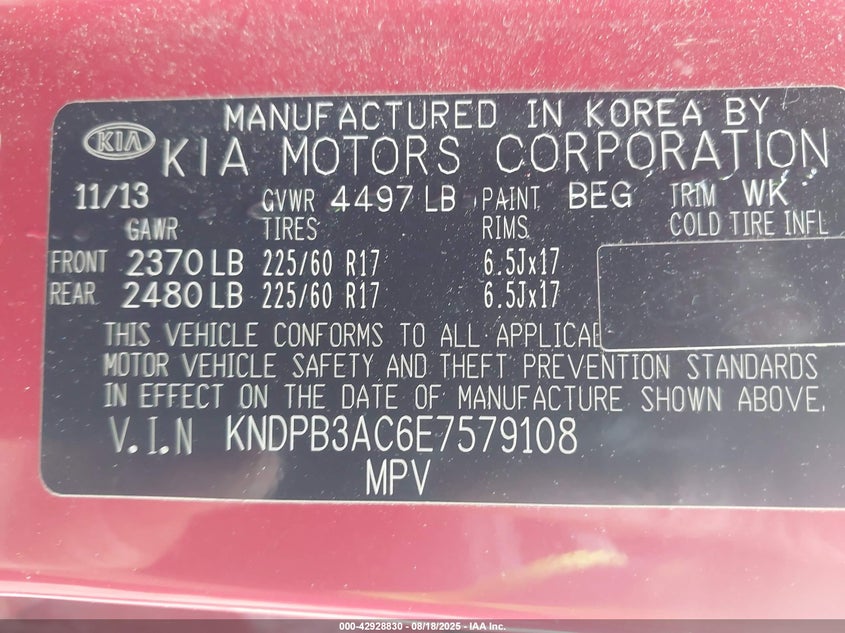 MANUFACTURED IN KOREA BY
KIA KIA MOTORS CORPORATION
11/13 GVWR 4497 LB PAINT BEG TRIM WK
GAWR TIRES RIMS COLD TIRE INFL
FRONT 2370 LB 225/60 R17 6.5Jx17
REAR 2480 LB 225/60 R17 6.5Jx17
THIS VEHICLE CONFORMS TO ALL APPLICAB
MOTOR VEHICLE SAFETY AND THEFT PREVENTION STANDARDS
IN EFFECT ON THE DATE OF MANUFACTURE SHOWN ABOVE.
V.I.N KNDPB3AC6E7579108
MPV
000-42928830 - 08/18/2025 - IAA Inc.